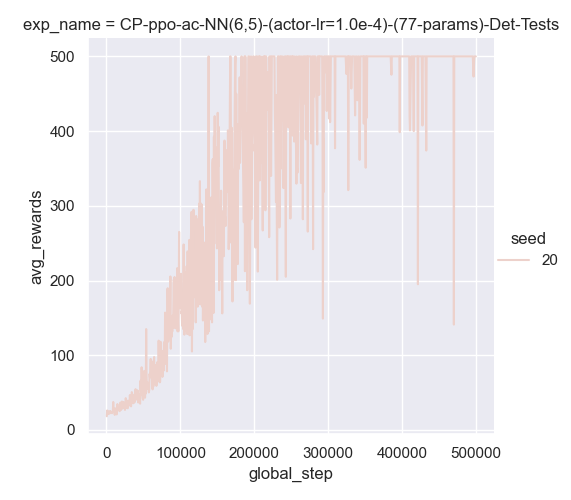 exp_name = CP-ppo-ac-NN(6,5)-(actor-lr=1.0e-4)-(77-params)-Det-Tests
500
400
300
200
100
0
avg_rewards
0 100000 200000 300000 400000 500000
global_step
seed
20